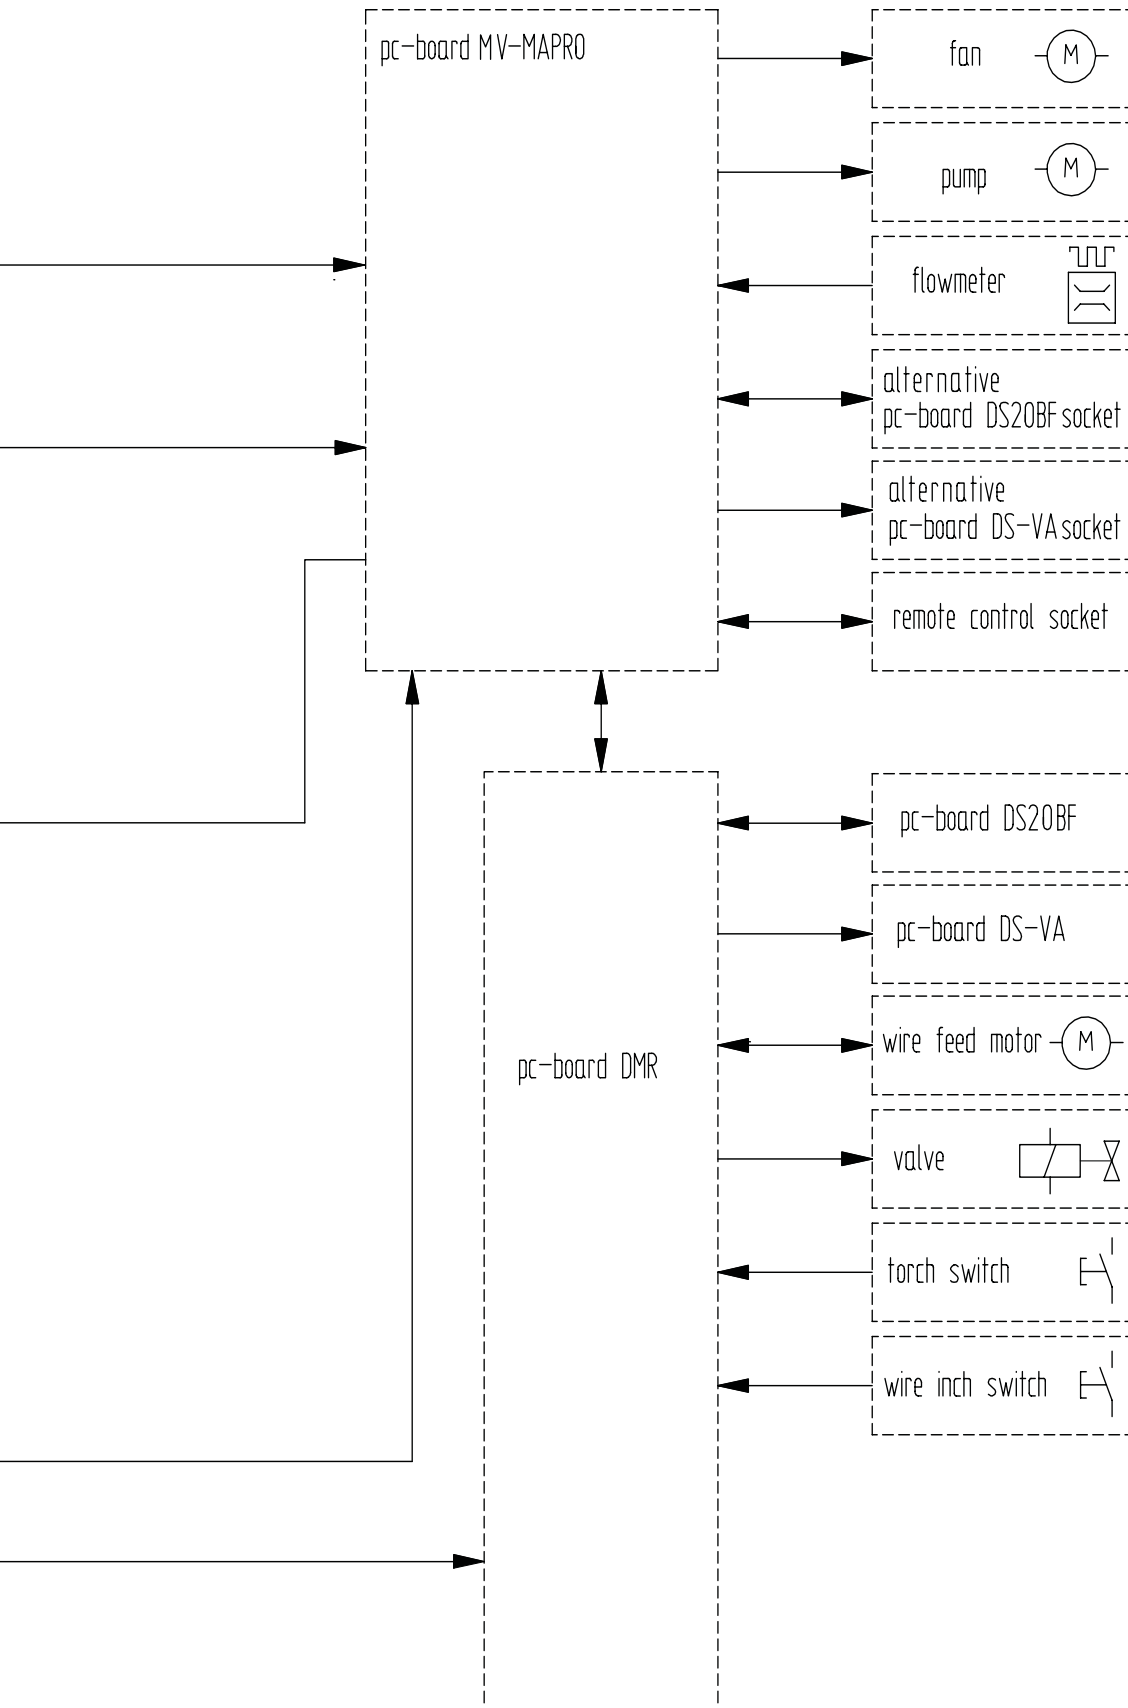 pc-board MV-MAPRO
fan M
pump M
flowmeter
alternative
pc-board DS20BF socket
alternative
pc-board DS-VA socket
remote control socket
pc-board DS20BF
pc-board DS-VA
wire feed motor M
pc-board DMR
valve
torch switch
wire inch switch